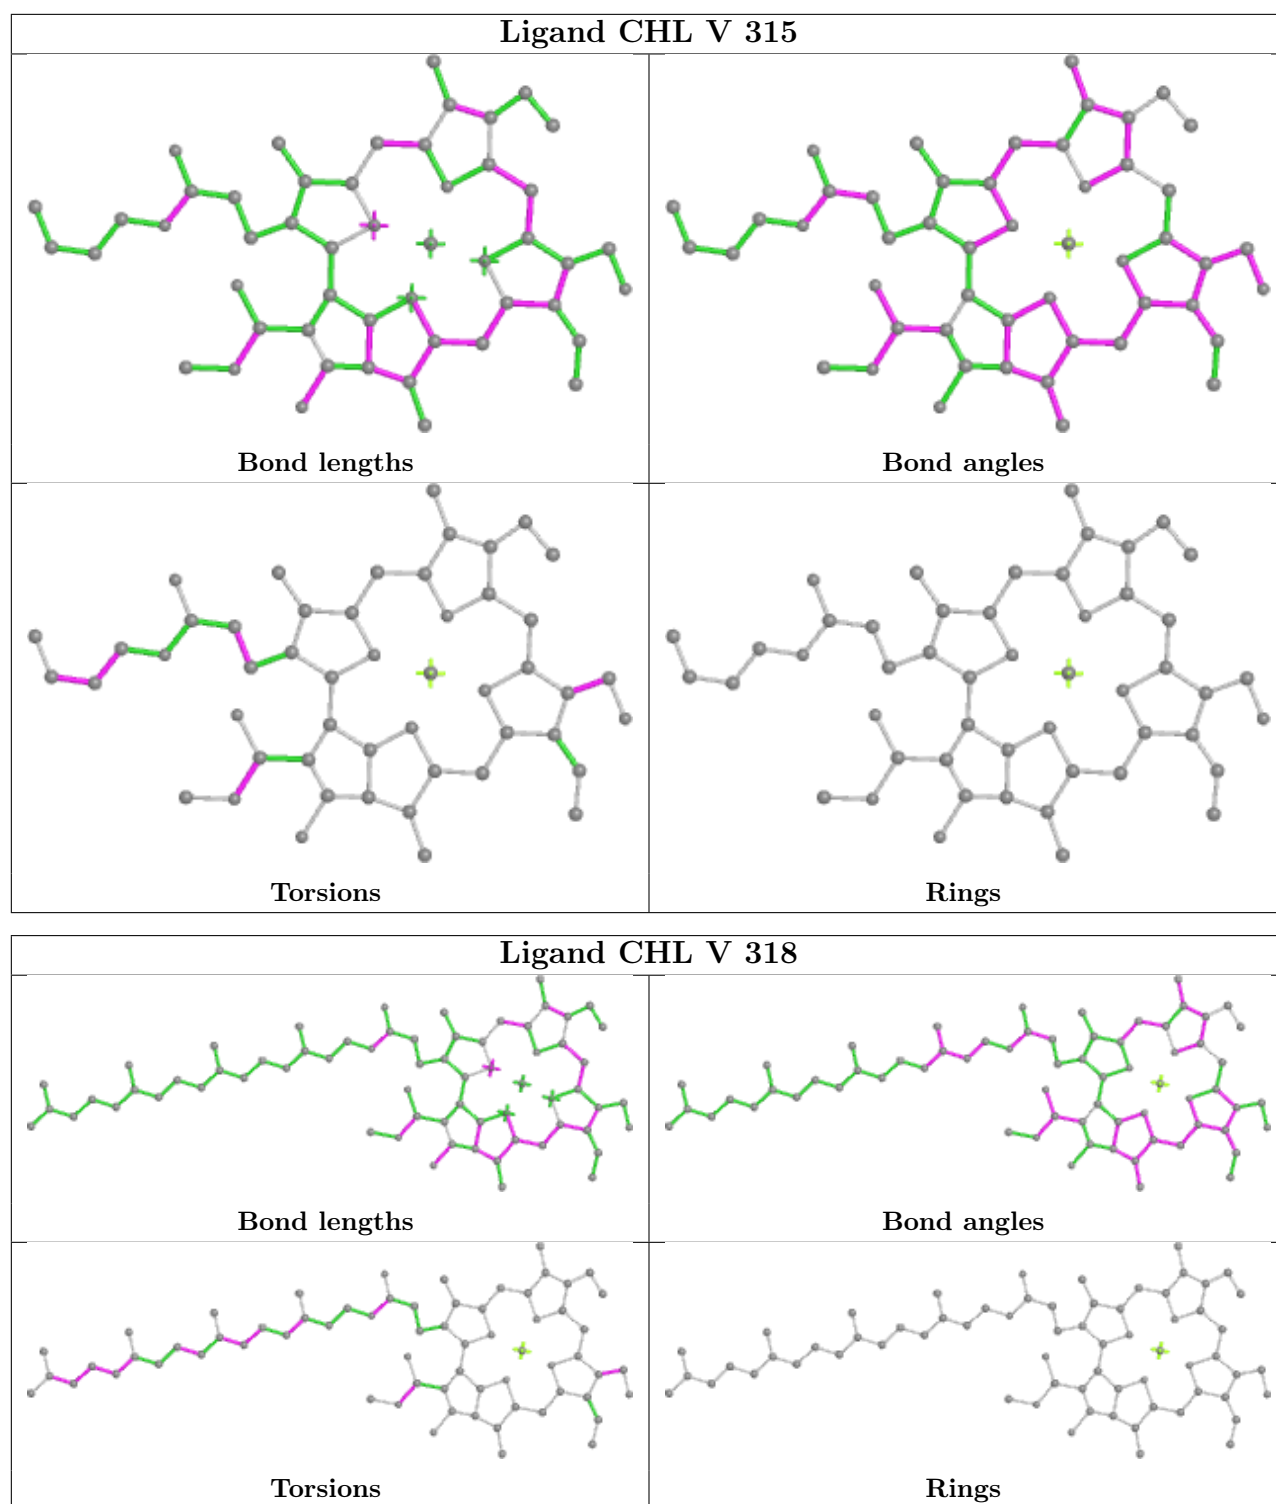 Ligand CHL V 315
Bond lengths
Bond angles
Torsions
Rings
Ligand CHL V 318
Bond lengths
Bond angles
Torsions
Rings